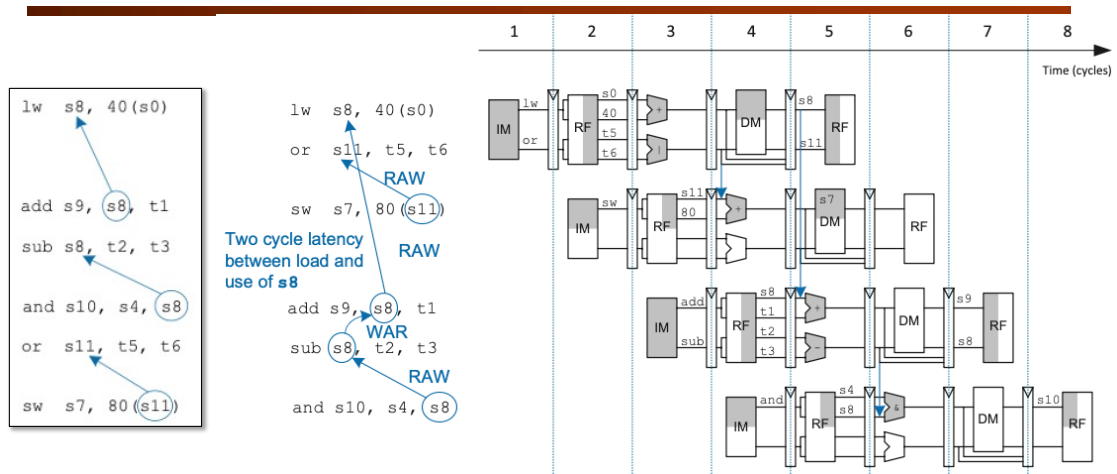 1 2 3 4 5 6 7 8
Time (cycles)
lw s8, 40(s0)
add s9, s8, t1
sub s8, t2, t3
and s10, s4, s8
or s11, t5, t6
sw s7, 80(s11)
lw s8, 40(s0)
or s11, t5, t6
RAW
sw s7, 80(s11)
Two cycle latency
between load and
use of s8
RAW
add s9, s8, t1
WAR
sub s8, t2, t3
RAW
and s10, s4, s8
IM
lw
or
RF
s0
40
t5
t6
+
|
DM
s8
s11
RF
IM
sw
RF
s11
80
+
s7
DM
RF
IM
add
sub
RF
s8
t1
t2
t3
+
-
DM
s9
s8
RF
IM
and
RF
s4
s8
&
DM
s10
RF